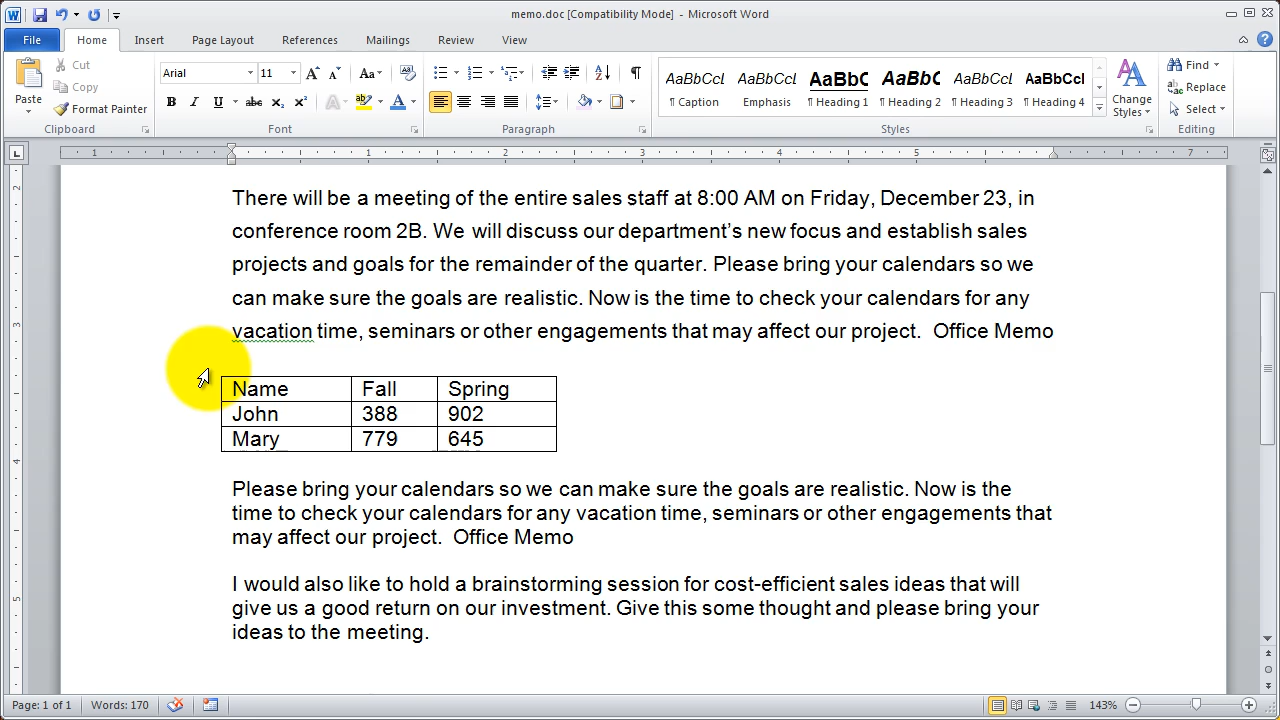 memo.doc [Compatibility Mode] - Microsoft Word
File Home Insert Page Layout References Mailings Review View
Paste
Cut
Copy
Format Painter
Clipboard
Arial 11
Font
Paragraph
AaBbCcI AaBbCcI AaBbC AaBbC AaBbCcI AaBbCcI
¶ Caption Emphasis ¶ Heading 1 ¶ Heading 2 ¶ Heading 3 ¶ Heading 4
Change Styles
Styles
Find
Replace
Select
Editing
1 1 2 3 4 5 7
There will be a meeting of the entire sales staff at 8:00 AM on Friday, December 23, in
conference room 2B. We will discuss our department’s new focus and establish sales
projects and goals for the remainder of the quarter. Please bring your calendars so we
can make sure the goals are realistic. Now is the time to check your calendars for any
vacation time, seminars or other engagements that may affect our project.  Office Memo
Name Fall Spring
John 388 902
Mary 779 645
Please bring your calendars so we can make sure the goals are realistic. Now is the
time to check your calendars for any vacation time, seminars or other engagements that
may affect our project.  Office Memo
I would also like to hold a brainstorming session for cost-efficient sales ideas that will
give us a good return on our investment. Give this some thought and please bring your
ideas to the meeting.
Page: 1 of 1 Words: 170 143%